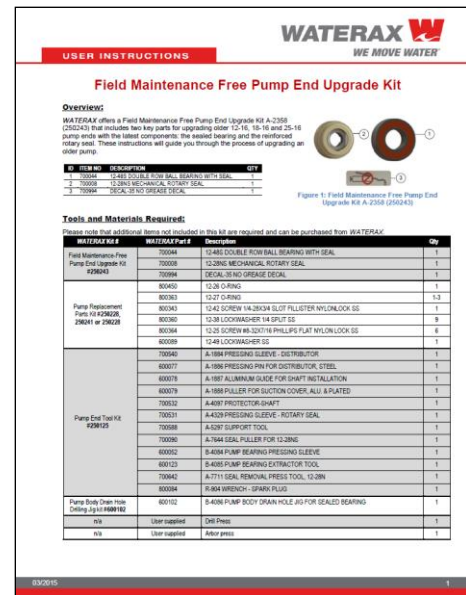 WATERAX
WE MOVE WATER
USER INSTRUCTIONS
Field Maintenance Free Pump End Upgrade Kit
Overview:
WATERAX offers a Field Maintenance Free Pump End Upgrade Kit A-2358
(250243) that includes two key parts for upgrading older 12-16, 18-16 and 25-16
pump ends with the latest components: the sealed bearing and the reinforced
rotary seal. These instructions will guide you through the process of upgrading an
older pump.
ID ITEM NO DESCRIPTION QTY
1 700044 12-48S DOUBLE ROW BALL BEARING WITH SEAL 1
2 700008 12-28NS MECHANICAL ROTARY SEAL 1
3 700994 DECAL-35 NO GREASE DECAL 1
2
1
3
Figure 1: Field Maintenance Free Pump End
Upgrade Kit A-2358 (250243)
Tools and Materials Required:
Please note that additional items not included in this kit are required and can be purchased from WATERAX.
WATERAX Kit # WATERAX Part # Description Qty
Field Maintenance-Free
Pump End Upgrade Kit
#250243
700044 12-48S DOUBLE ROW BALL BEARING WITH SEAL 1
700008 12-28NS MECHANICAL ROTARY SEAL 1
700994 DECAL-35 NO GREASE DECAL 1
Pump Replacement
Parts Kit #250228,
250241 or 250228
800450 12-26 O-RING 1
800363 12-27 O-RING 1-3
800343 12-42 SCREW 1/4-28X3/4 SLOT FILLISTER NYLONLOCK SS 1
800360 12-38 LOCKWASHER 1/4 SPLIT SS 9
800364 12-25 SCREW #6-32X7/16 PHILLIPS FLAT NYLON LOCK SS 6
600089 12-49 LOCKWASHER SS 1
Pump End Tool Kit
#250125
700540 A-1884 PRESSING SLEEVE - DISTRIBUTOR 1
600077 A-1886 PRESSING PIN FOR DISTRIBUTOR, STEEL 1
600078 A-1887 ALUMINUM GUIDE FOR SHAFT INSTALLATION 1
600079 A-1888 PULLER FOR SUCTION COVER, ALU. & PLATED 1
700532 A-4097 PROTECTOR-SHAFT 1
700531 A-4329 PRESSING SLEEVE - ROTARY SEAL 1
700588 A-5297 SUPPORT TOOL 1
700090 A-7644 SEAL PULLER FOR 12-28NS 1
600052 B-4084 PUMP BEARING PRESSING SLEEVE 1
600123 B-4085 PUMP BEARING EXTRACTOR TOOL 1
700642 A-7711 SEAL REMOVAL PRESS TOOL, 12-28N 1
800084 R-904 WRENCH - SPARK PLUG 1
Pump Body Drain Hole
Drilling Jig kit #600102
600102 B-4086 PUMP BODY DRAIN HOLE JIG FOR SEALED BEARING 1
n/a User supplied Drill Press 1
n/a User supplied Arbor press 1
03/2015 1